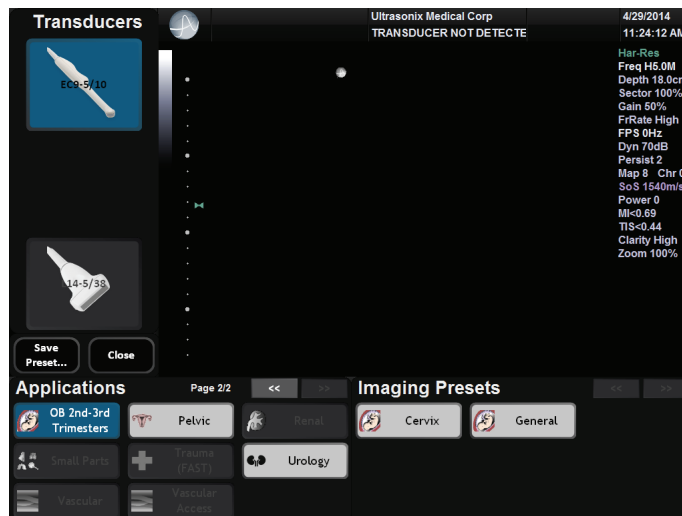 Transducers
Ultrasonix Medical Corp
4/29/2014
TRANSDUCER NOT DETECTE
11:24:12 AM
EC9-5/10
Har-Res
Freq H5.0M
Depth 18.0cm
Sector 100%
Gain 50%
FrRate High
FPS 0Hz
Dyn 70dB
Persist 2
Map 8 Chr 0
SoS 1540m/s
Power 0
MI<0.69
TIS<0.44
Clarity High
Zoom 100%
L14-5/38
Save
Preset...
Close
Applications
Page 2/2
<<
>>
Imaging Presets
<<
>>
OB 2nd-3rd
Trimesters
Pelvic
Renal
Cervix
General
Small Parts
Trauma
(FAST)
Urology
Vascular
Vascular
Access